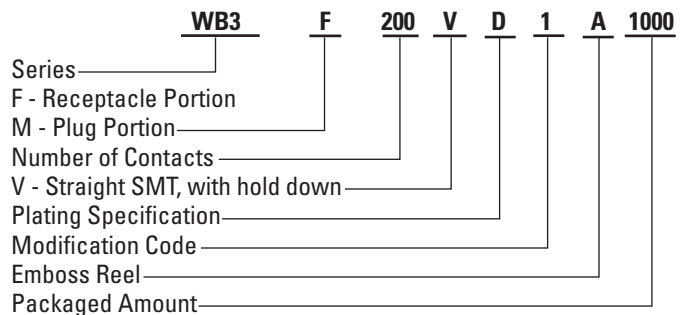 WB3 F 200 V D 1 A 1000
Series
F - Receptacle Portion
M - Plug Portion
Number of Contacts
V - Straight SMT, with hold down
Plating Specification
Modification Code
Emboss Reel
Packaged Amount